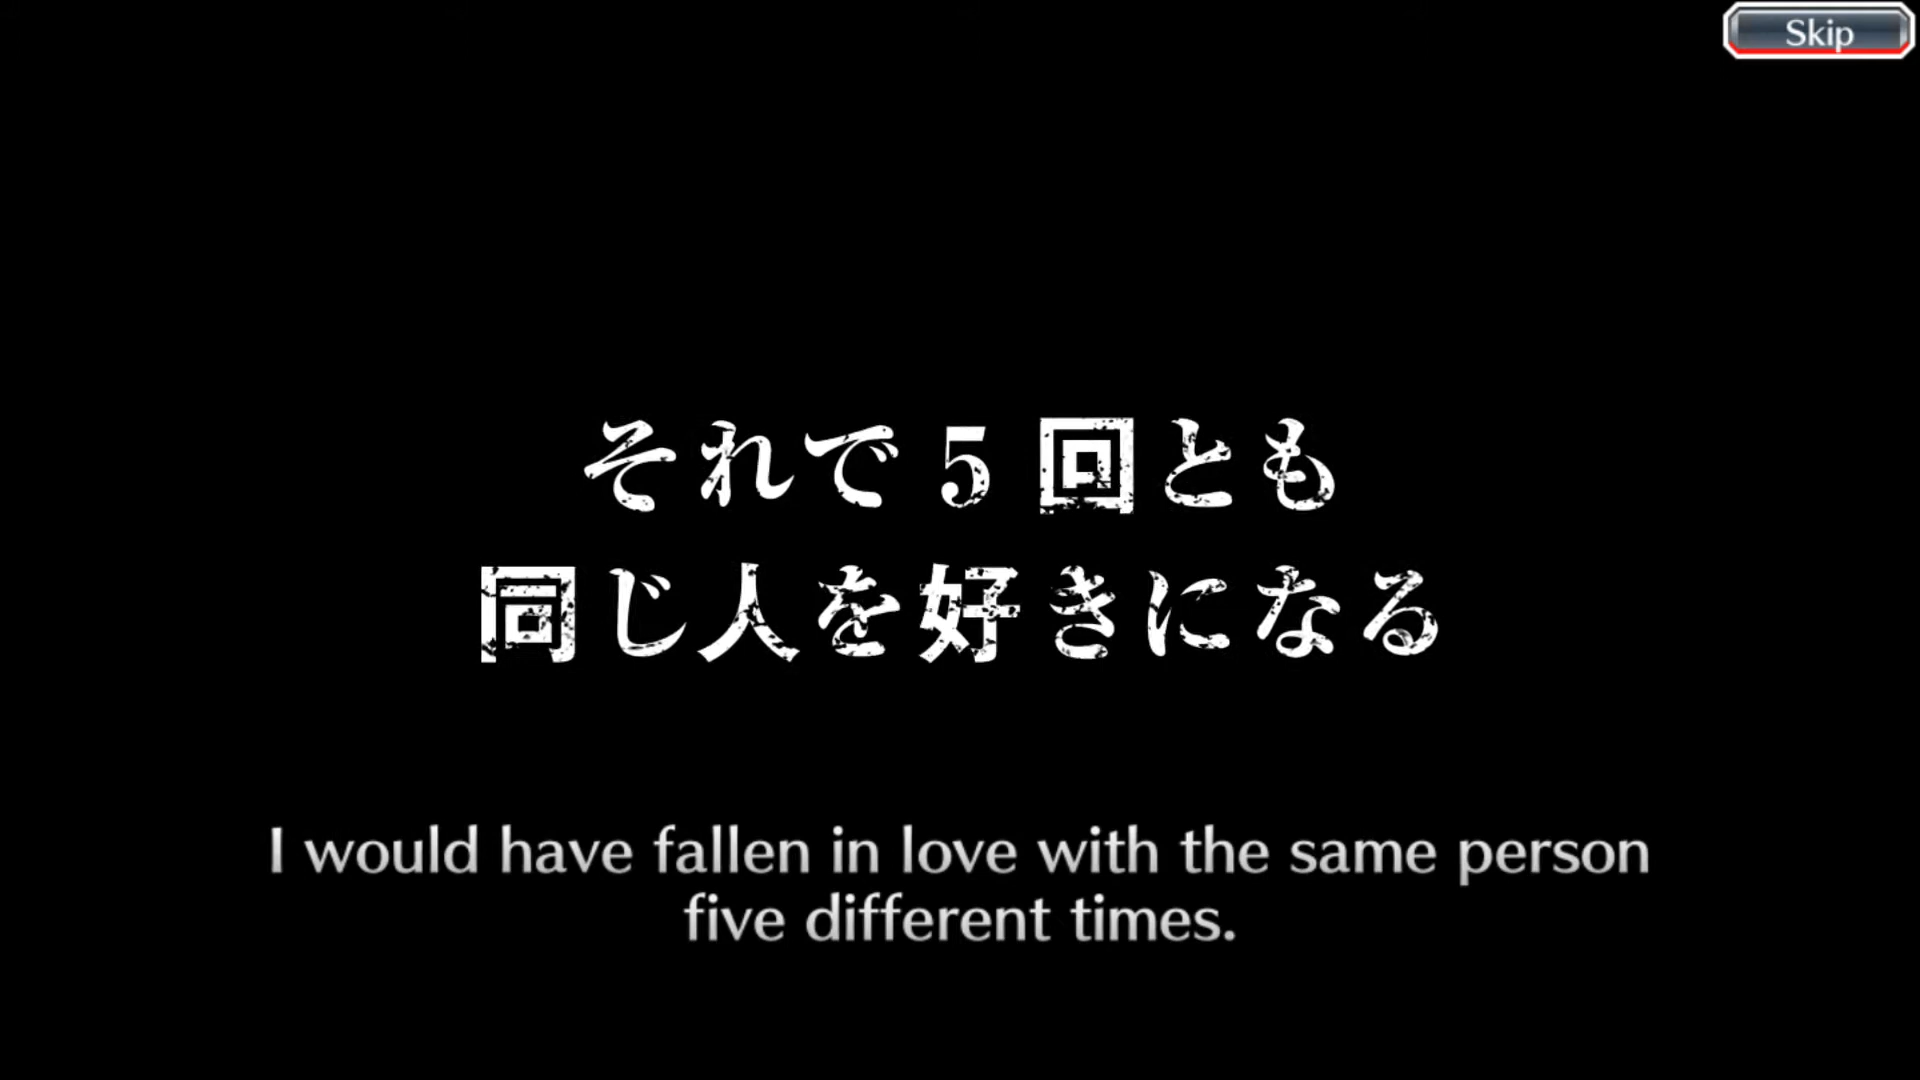 Skip
それで5回とも
同じ人を好きになる
I would have fallen in love with the same person
five different times.